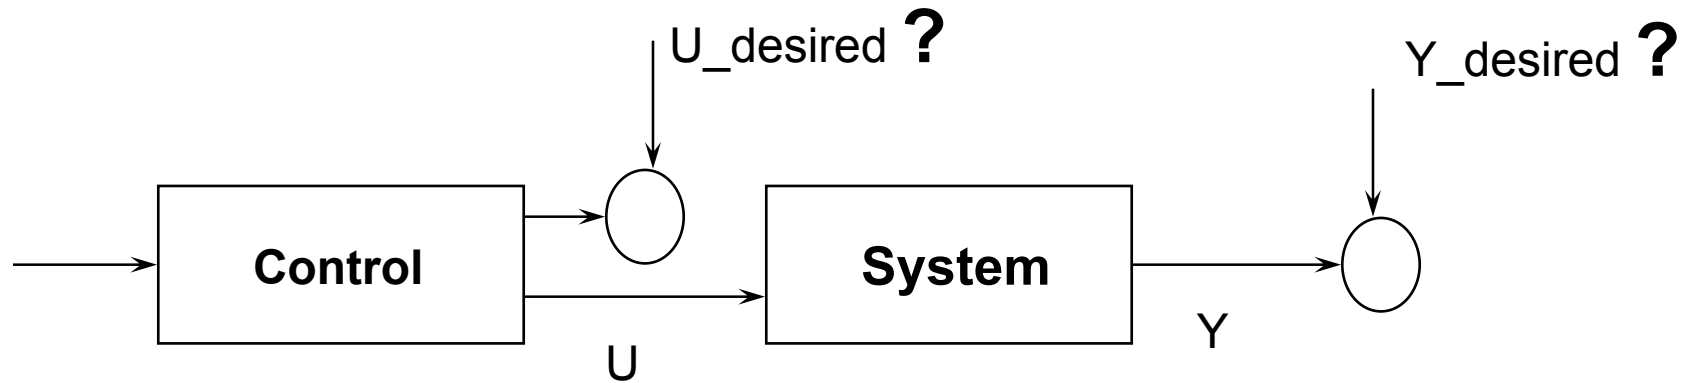 U_desired ?
Y_desired ?
Control
System
U
Y